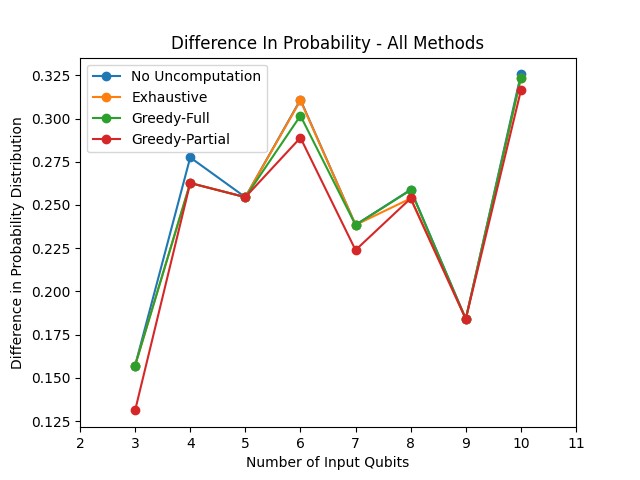 Difference In Probability - All Methods
No Uncomputation
Exhaustive
Greedy-Full
Greedy-Partial
Difference in Probability Distribution
0.325
0.300
0.275
0.250
0.225
0.200
0.175
0.150
0.125
2 3 4 5 6 7 8 9 10 11
Number of Input Qubits